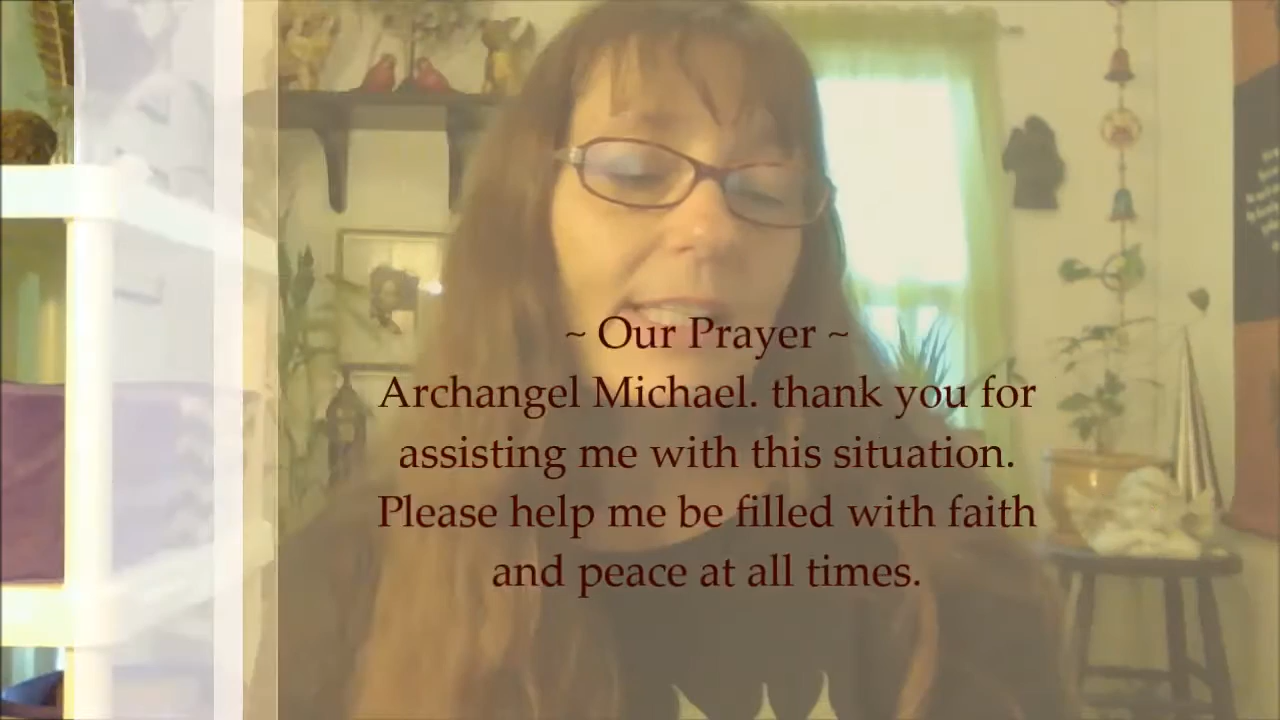 ~ Our Prayer ~
Archangel Michael. thank you for
assisting me with this situation.
Please help me be filled with faith
and peace at all times.